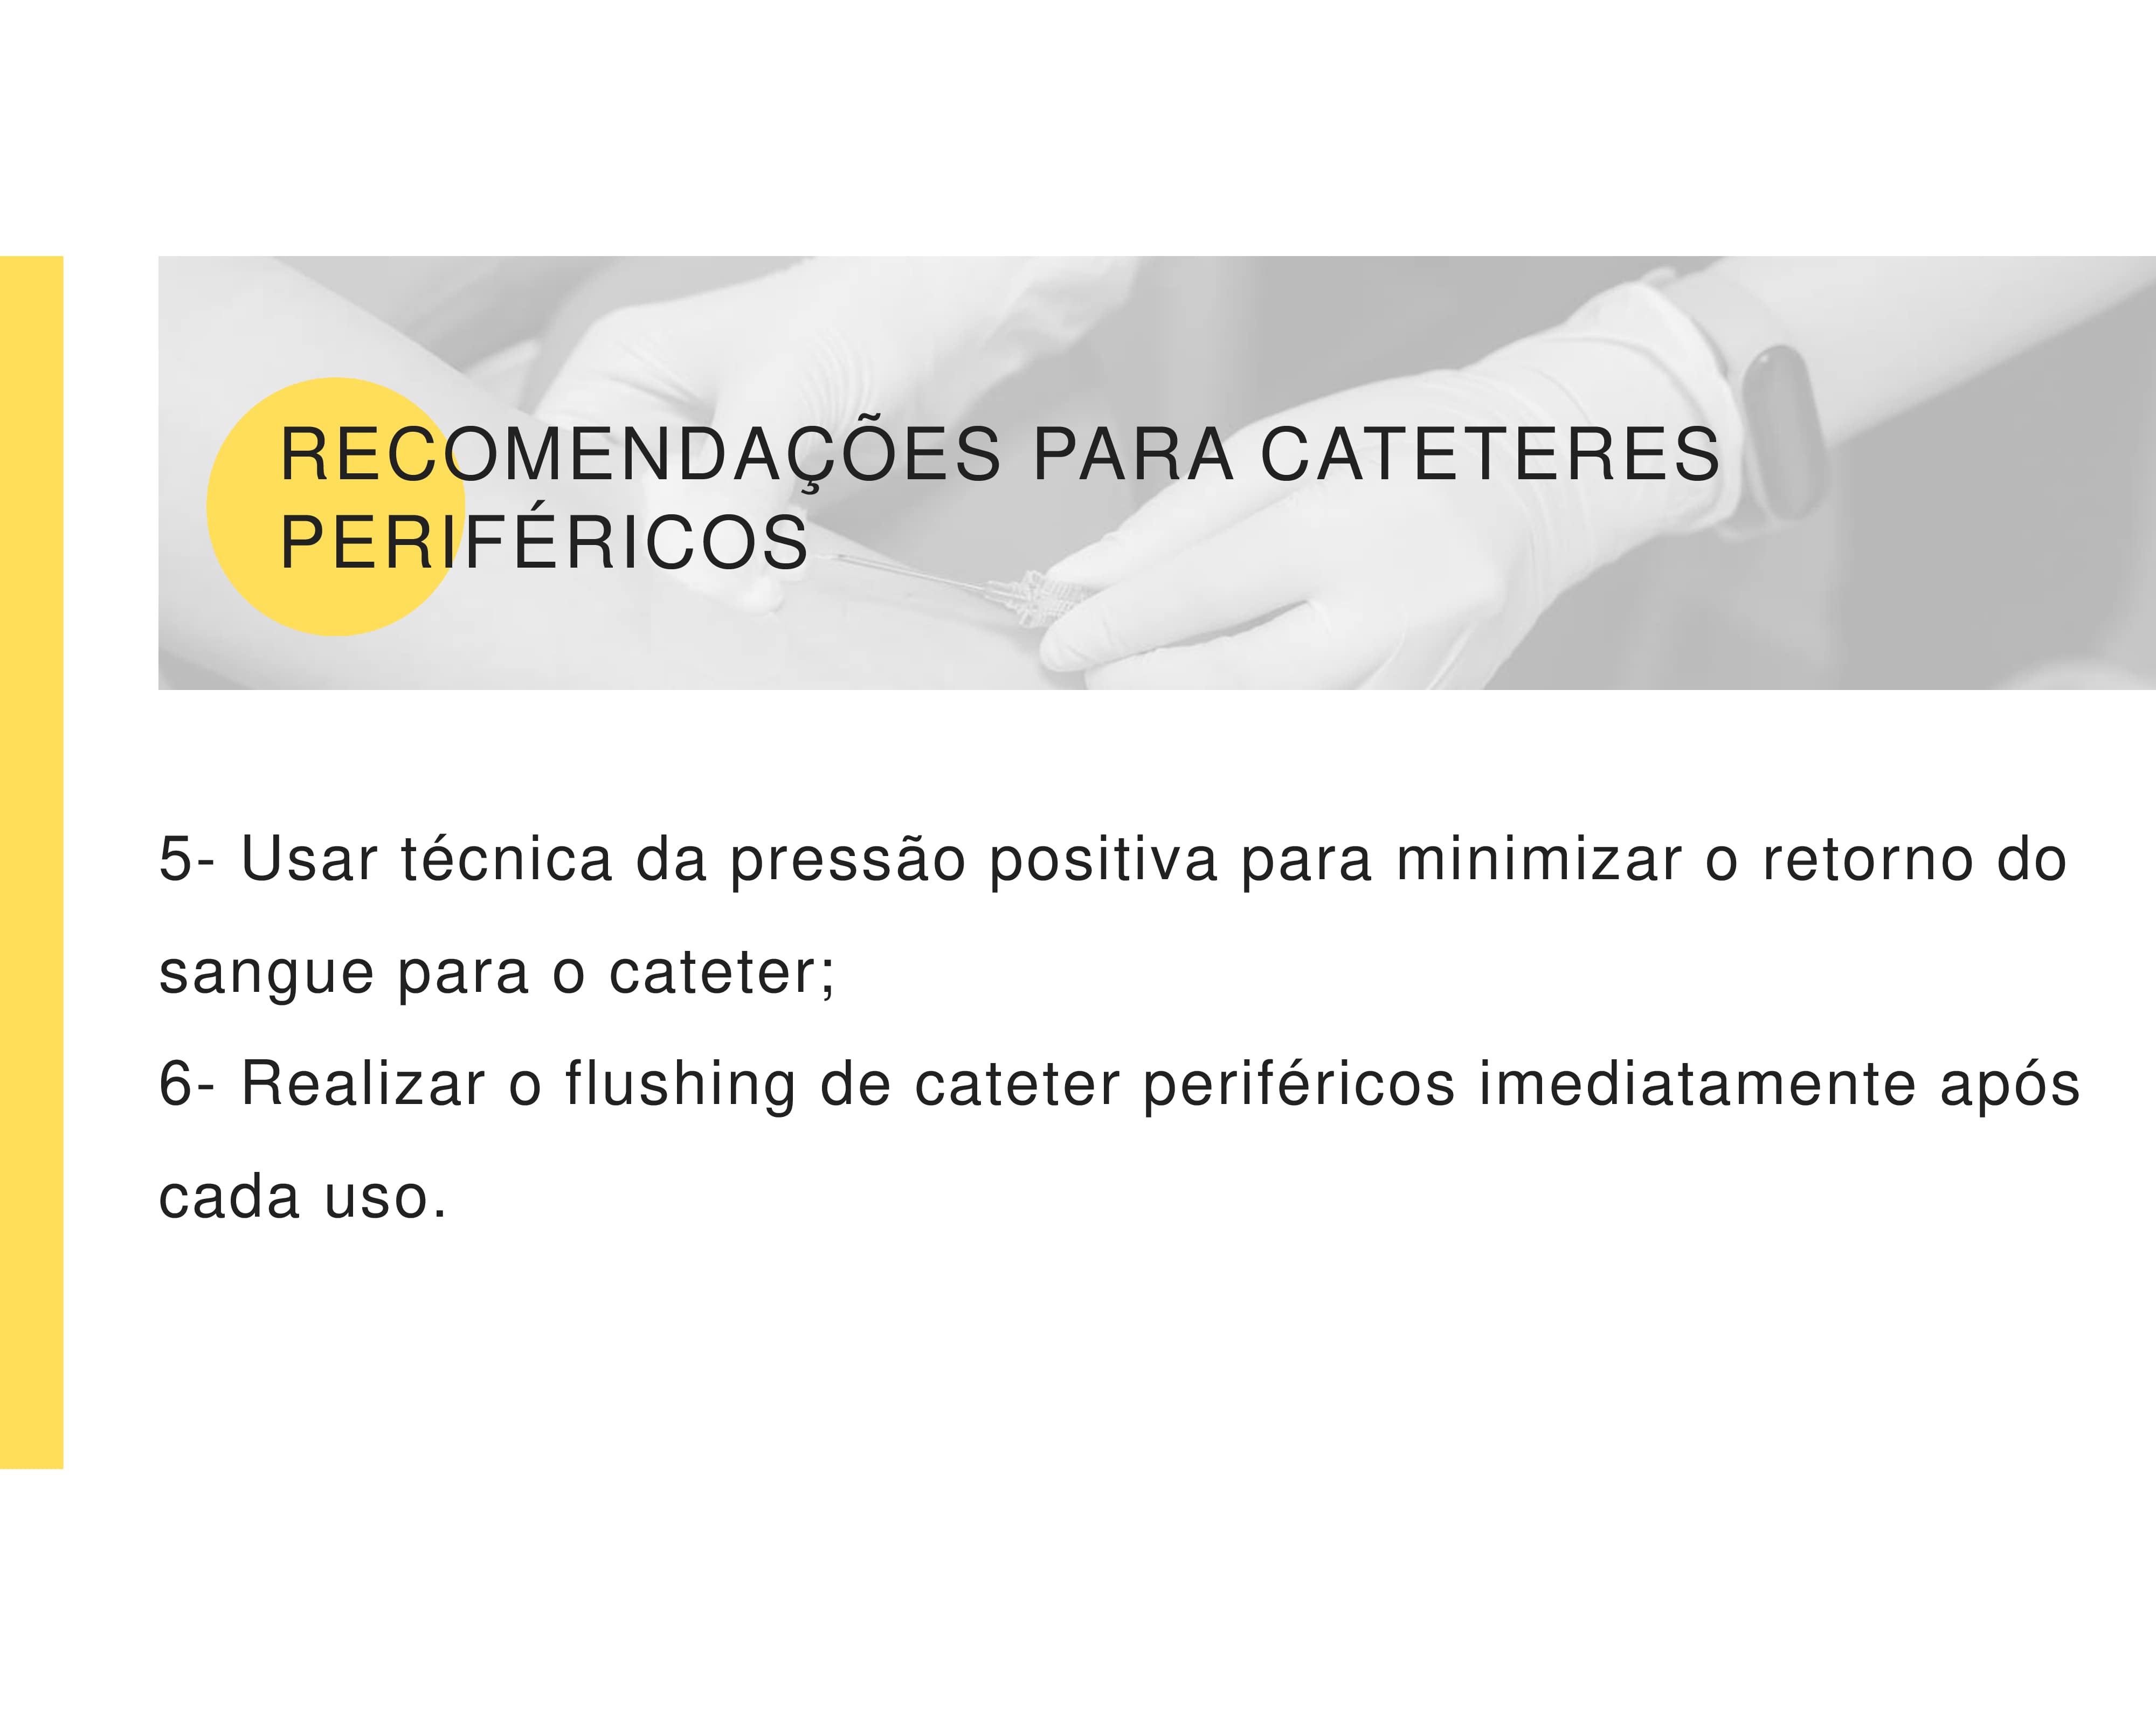 RECOMENDAÇÕES PARA CATETERES
PERIFÉRICOS
5- Usar técnica da pressão positiva para minimizar o retorno do
sangue para o cateter;
6- Realizar o flushing de cateter periféricos imediatamente após
cada uso.